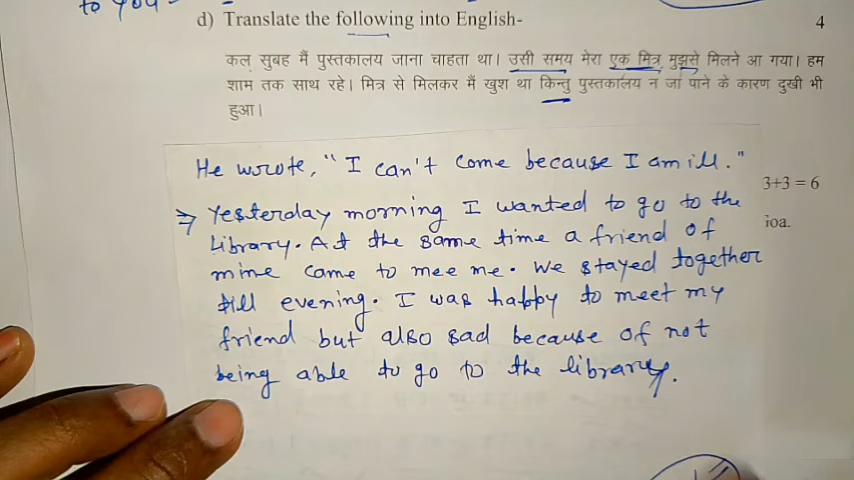 to you
d) Translate the following into English- 4
कल सुबह मैं पुस्तकालय जाना चाहता था। उसी समय मेरा एक मित्र मुझसे मिलने आ गया। हम
शाम तक साथ रहे। मित्र से मिलकर मैं खुश था किन्तु पुस्तकालय न जा पाने के कारण दुखी भी
हुआ।
He wrote, "I can't come because I am ill."
3+3 = 6
⇒ Yesterday morning I wanted to go to the
ioa.
Library. At the same time a friend of
mine came to mee me. We stayed together
till evening. I was happy to meet my
friend but also sad because of not
being able to go to the library.